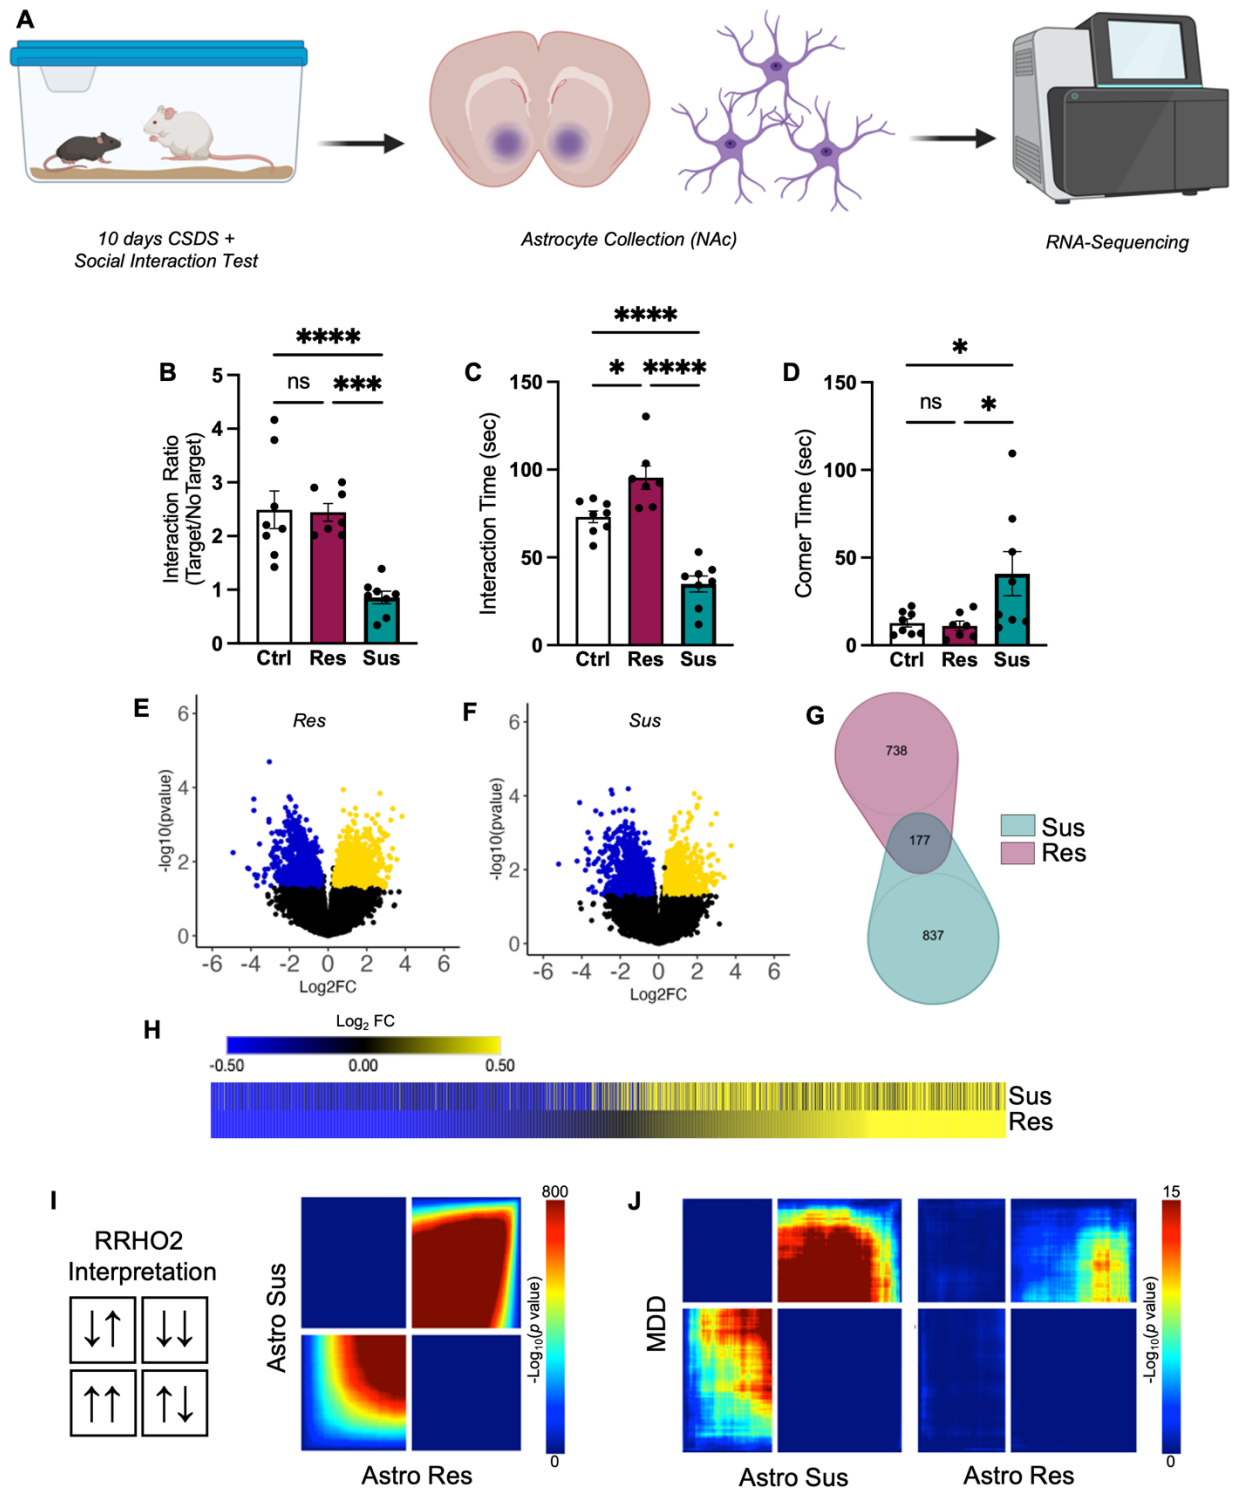 A
10 days CSDS +
Social Interaction Test
Astrocyte Collection (NAc)
RNA-Sequencing
B
Interaction Ratio
(Target/NoTarget)
5
4
3
2
1
0
****
ns
***
Ctrl
Res
Sus
C
Interaction Time (sec)
150
100
50
0
****
*
****
Ctrl
Res
Sus
D
Corner Time (sec)
150
100
50
0
*
ns
*
Ctrl
Res
Sus
E
Res
-log10(pvalue)
6
4
2
0
-6 -4 -2 0 2 4 6
Log2FC
F
Sus
-log10(pvalue)
6
4
2
0
-6 -4 -2 0 2 4 6
Log2FC
G
738
177
837
Sus
Res
H
Log2 FC
-0.50 0.00 0.50
Sus
Res
I
RRHO2
Interpretation
↓↑ ↓↓
↑↑ ↑↓
Astro Sus
Astro Res
800
0
-Log10(p value)
J
MDD
Astro Sus
Astro Res
15
0
-Log10(p value)